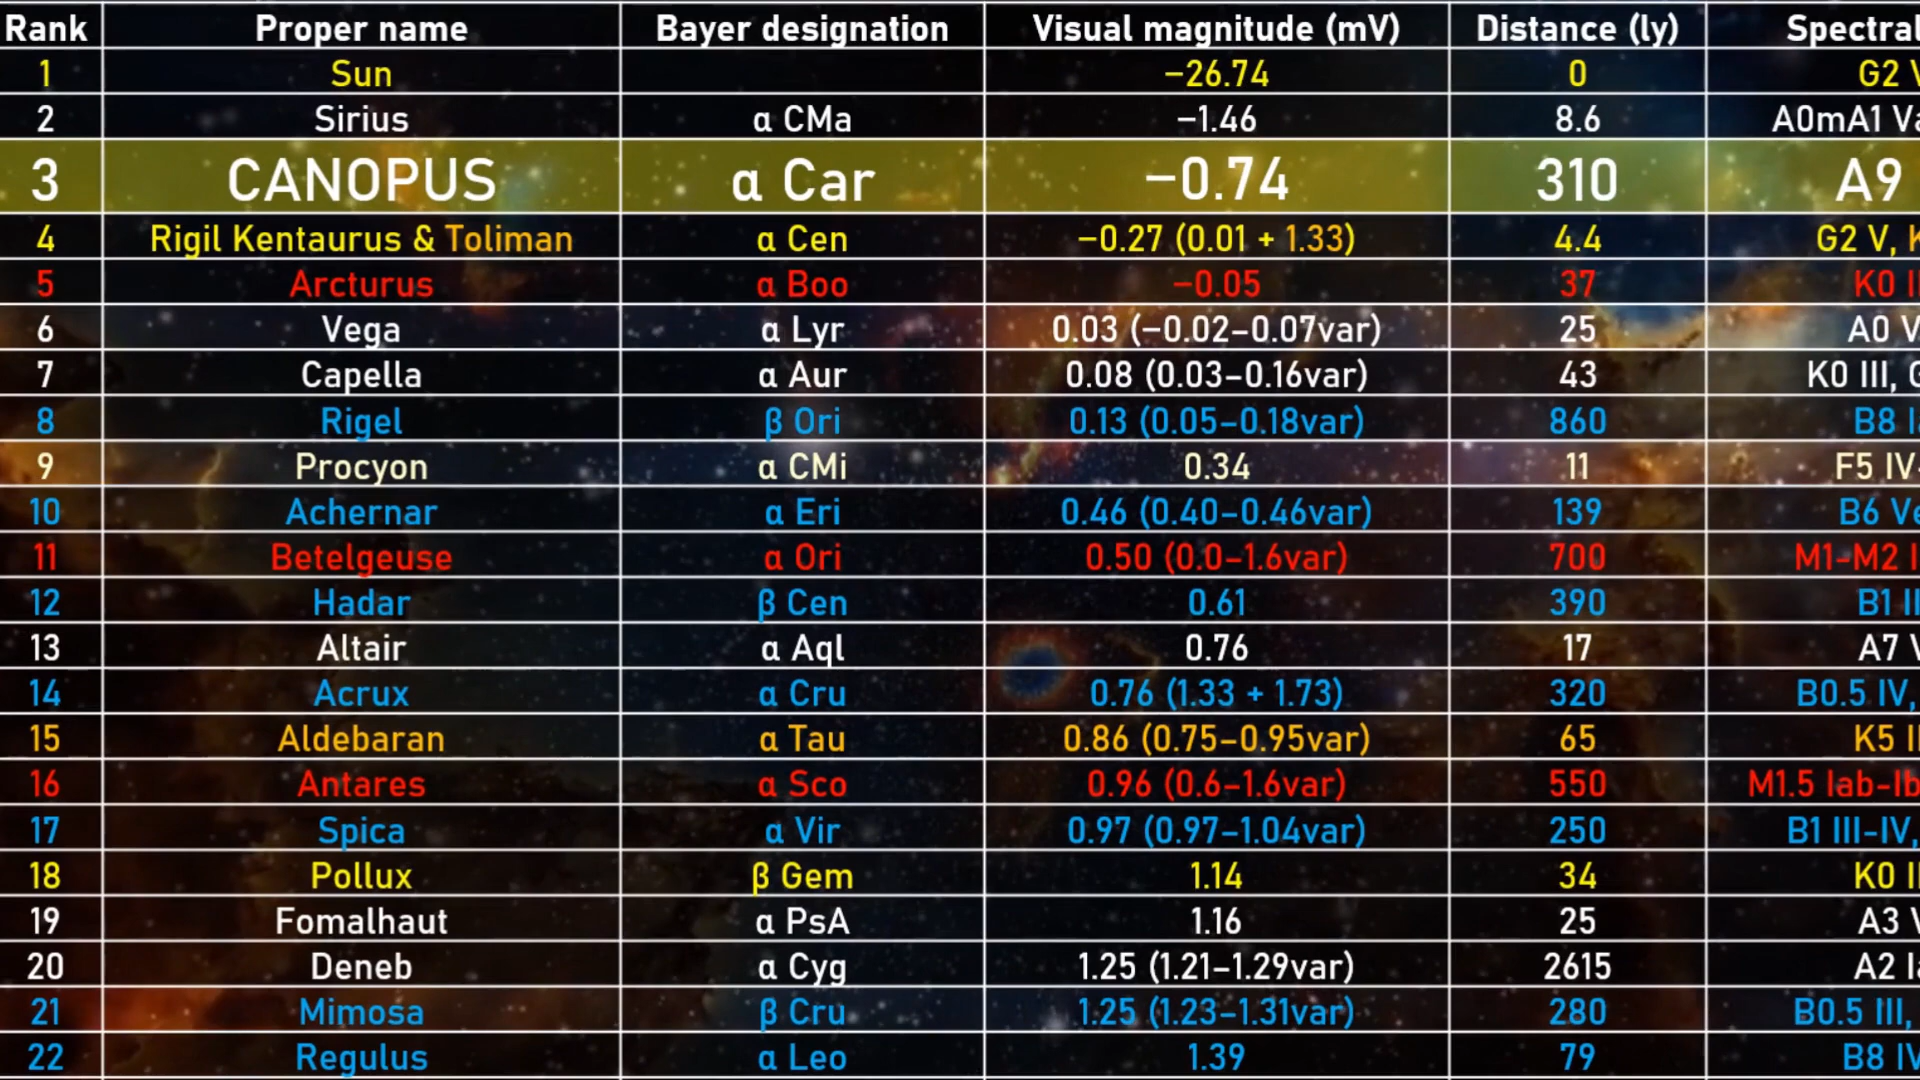 Rank Proper name Bayer designation Visual magnitude (mV) Distance (ly) Spectral
1 Sun −26.74 0 G2 V
2 Sirius α CMa −1.46 8.6 A0mA1 Va
3 CANOPUS α Car −0.74 310 A9
4 Rigil Kentaurus & Toliman α Cen −0.27 (0.01 + 1.33) 4.4 G2 V, K
5 Arcturus α Boo −0.05 37 K0 II
6 Vega α Lyr 0.03 (−0.02–0.07var) 25 A0 V
7 Capella α Aur 0.08 (0.03–0.16var) 43 K0 III, G
8 Rigel β Ori 0.13 (0.05–0.18var) 860 B8 I
9 Procyon α CMi 0.34 11 F5 IV-
10 Achernar α Eri 0.46 (0.40–0.46var) 139 B6 Ve
11 Betelgeuse α Ori 0.50 (0.0–1.6var) 700 M1–M2 I
12 Hadar β Cen 0.61 390 B1 II
13 Altair α Aql 0.76 17 A7 V
14 Acrux α Cru 0.76 (1.33 + 1.73) 320 B0.5 IV,
15 Aldebaran α Tau 0.86 (0.75–0.95var) 65 K5 II
16 Antares α Sco 0.96 (0.6–1.6var) 550 M1.5 Iab-Ib
17 Spica α Vir 0.97 (0.97–1.04var) 250 B1 III-IV,
18 Pollux β Gem 1.14 34 K0 II
19 Fomalhaut α PsA 1.16 25 A3 V
20 Deneb α Cyg 1.25 (1.21–1.29var) 2615 A2 Ia
21 Mimosa β Cru 1.25 (1.23–1.31var) 280 B0.5 III,
22 Regulus α Leo 1.39 79 B8 IV